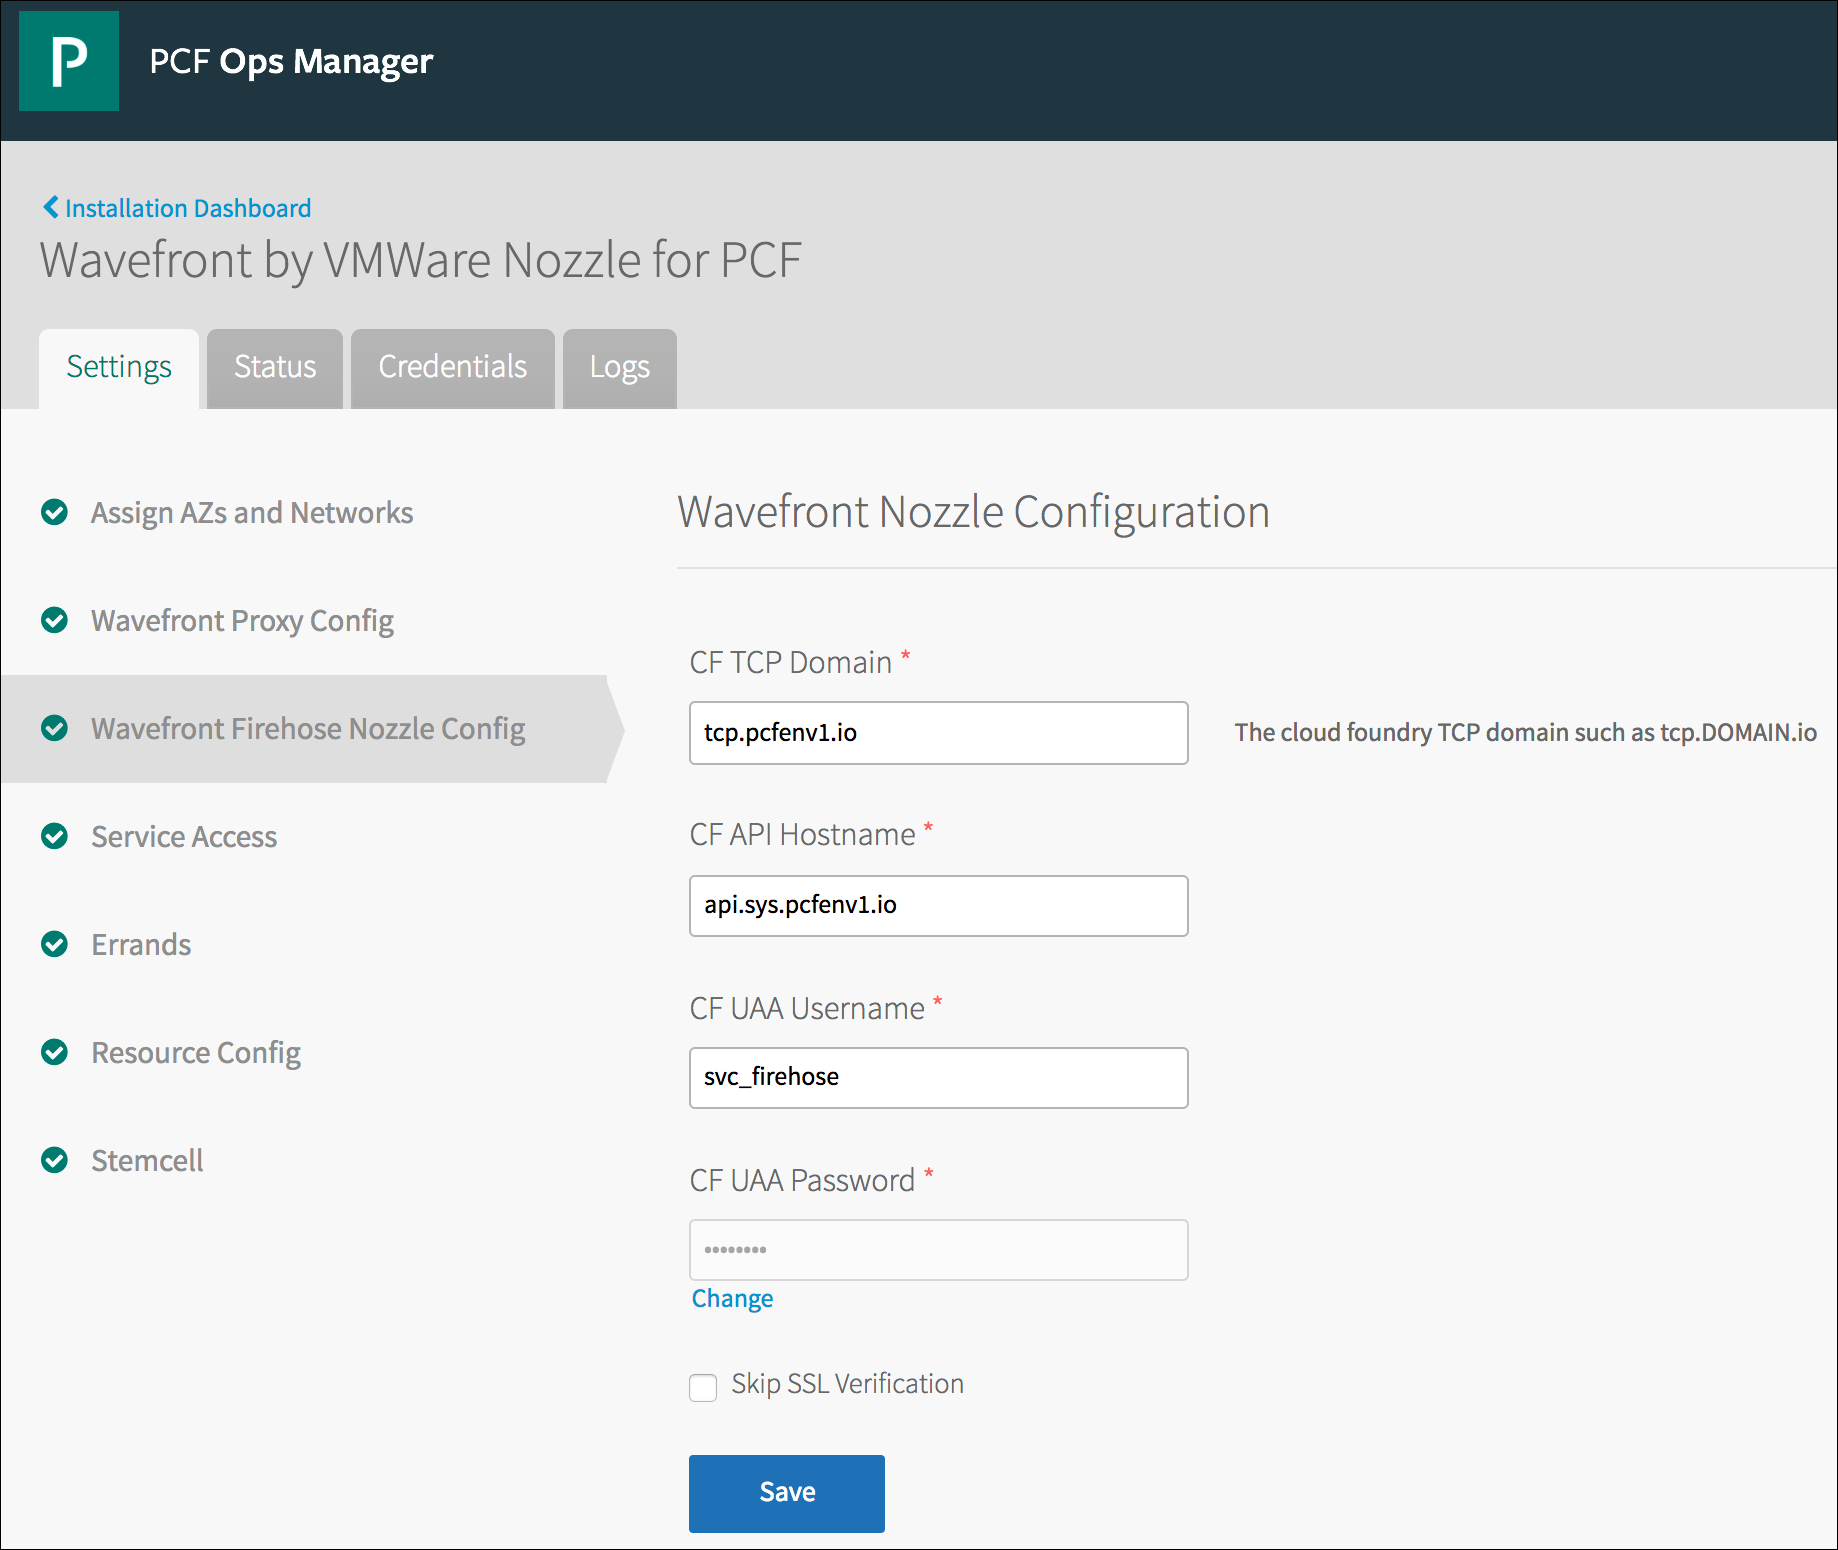 P
PCF Ops Manager
Installation Dashboard
Wavefront by VMWare Nozzle for PCF
Settings
Status
Credentials
Logs
Assign AZs and Networks
Wavefront Proxy Config
Wavefront Firehose Nozzle Config
Service Access
Errands
Resource Config
Stemcell
Wavefront Nozzle Configuration
CF TCP Domain *
tcp.pcfenv1.io
The cloud foundry TCP domain such as tcp.DOMAIN.io
CF API Hostname *
api.sys.pcfenv1.io
CF UAA Username *
svc_firehose
CF UAA Password *
••••••••
Change
Skip SSL Verification
Save